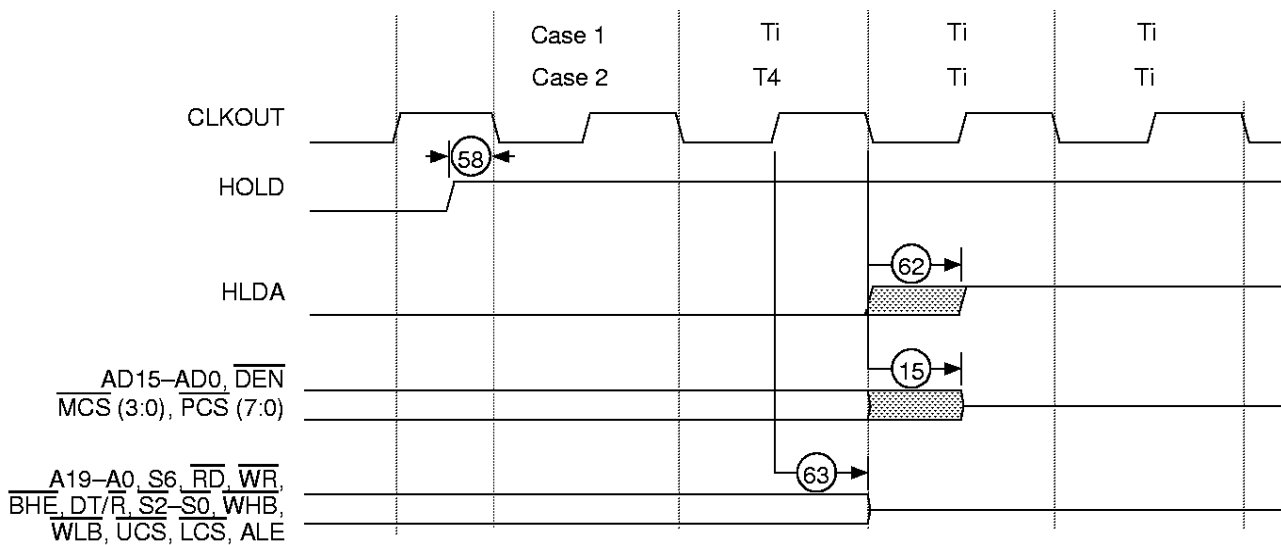 Case 1 Ti Ti Ti
Case 2 T4 Ti Ti
CLKOUT
58
HOLD
62
HLDA
15
AD15–AD0, DEN
MCS (3:0), PCS (7:0)
63
A19–A0, S6, RD, WR,
BHE, DT/R, S2–S0, WHB,
WLB, UCS, LCS, ALE